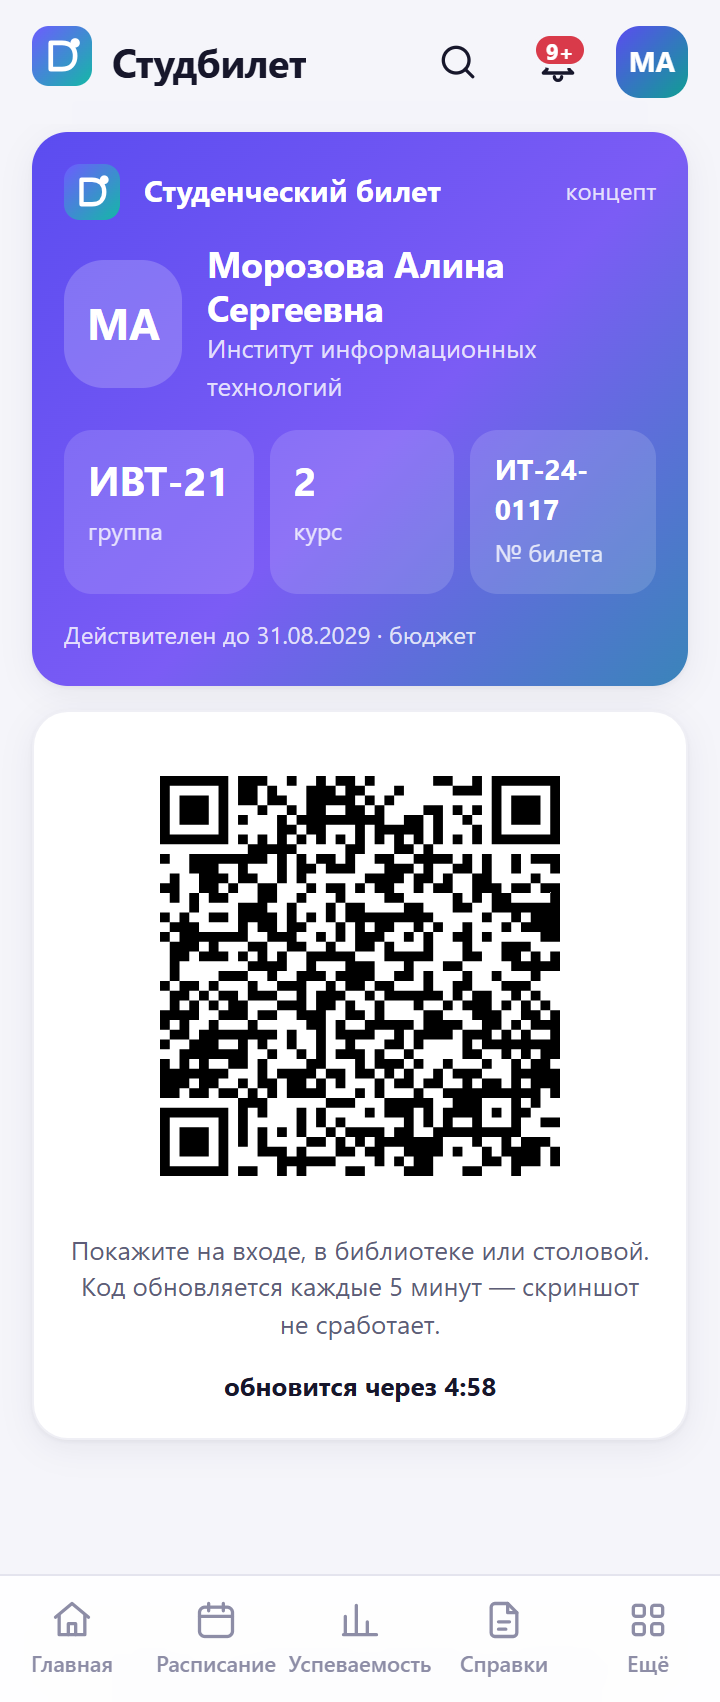 Студбилет
9+
МА
Студенческий билет
концепт
МА
Морозова Алина
Сергеевна
Институт информационных
технологий
ИВТ-21
группа
2
курс
ИТ-24-
0117
№ билета
Действителен до 31.08.2029 · бюджет
Покажите на входе, в библиотеке или столовой.
Код обновляется каждые 5 минут — скриншот
не сработает.
обновится через 4:58
Главная
Расписание
Успеваемость
Справки
Ещё